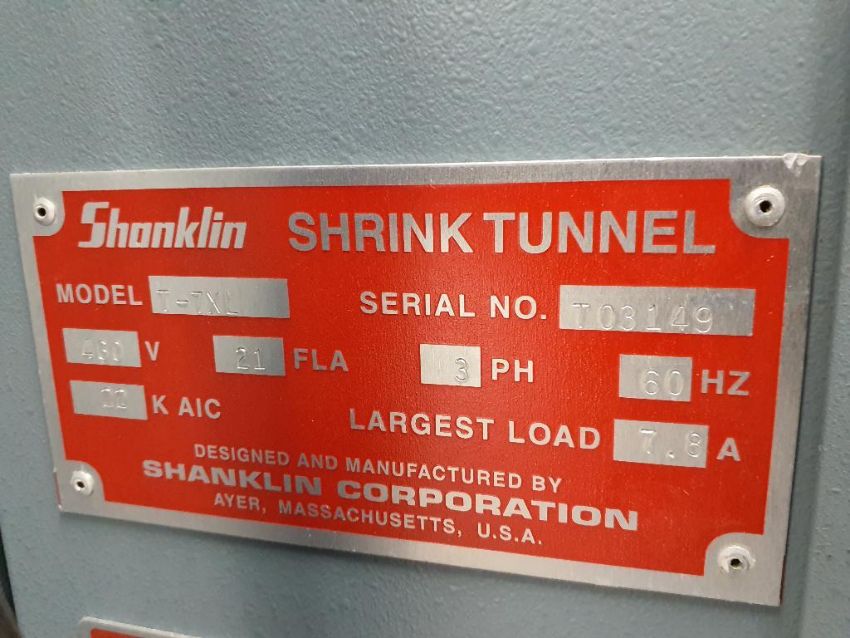 Shanklin SHRINK TUNNEL
MODEL T-7XL SERIAL NO. T03149
460 V 21 FLA 3 PH 60 HZ
22 K AIC LARGEST LOAD 7.8 A
DESIGNED AND MANUFACTURED BY
SHANKLIN CORPORATION
AYER, MASSACHUSETTS, U.S.A.